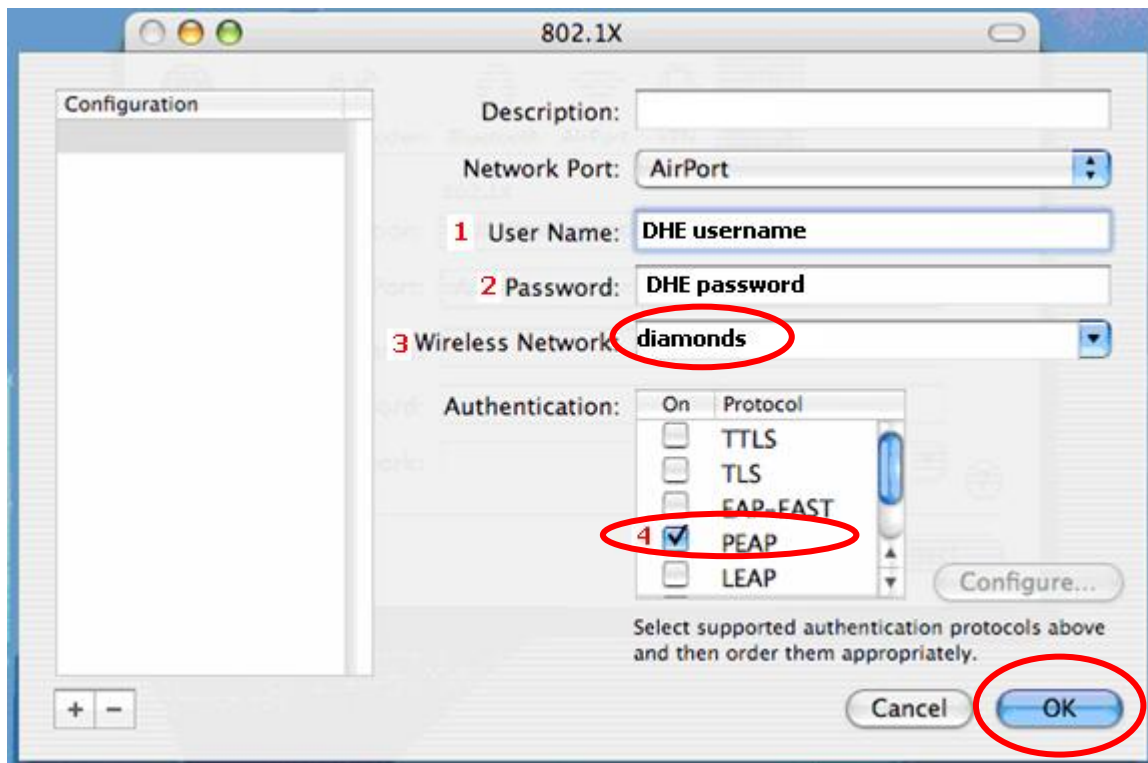 802.1X
Configuration
Description:
Network Port: AirPort
1 User Name: DHE username
2 Password: DHE password
3 Wireless Network: diamonds
Authentication: On Protocol
TTLS
TLS
EAP-FAST
4 PEAP
LEAP
Configure...
Select supported authentication protocols above
and then order them appropriately.
+ -
Cancel OK